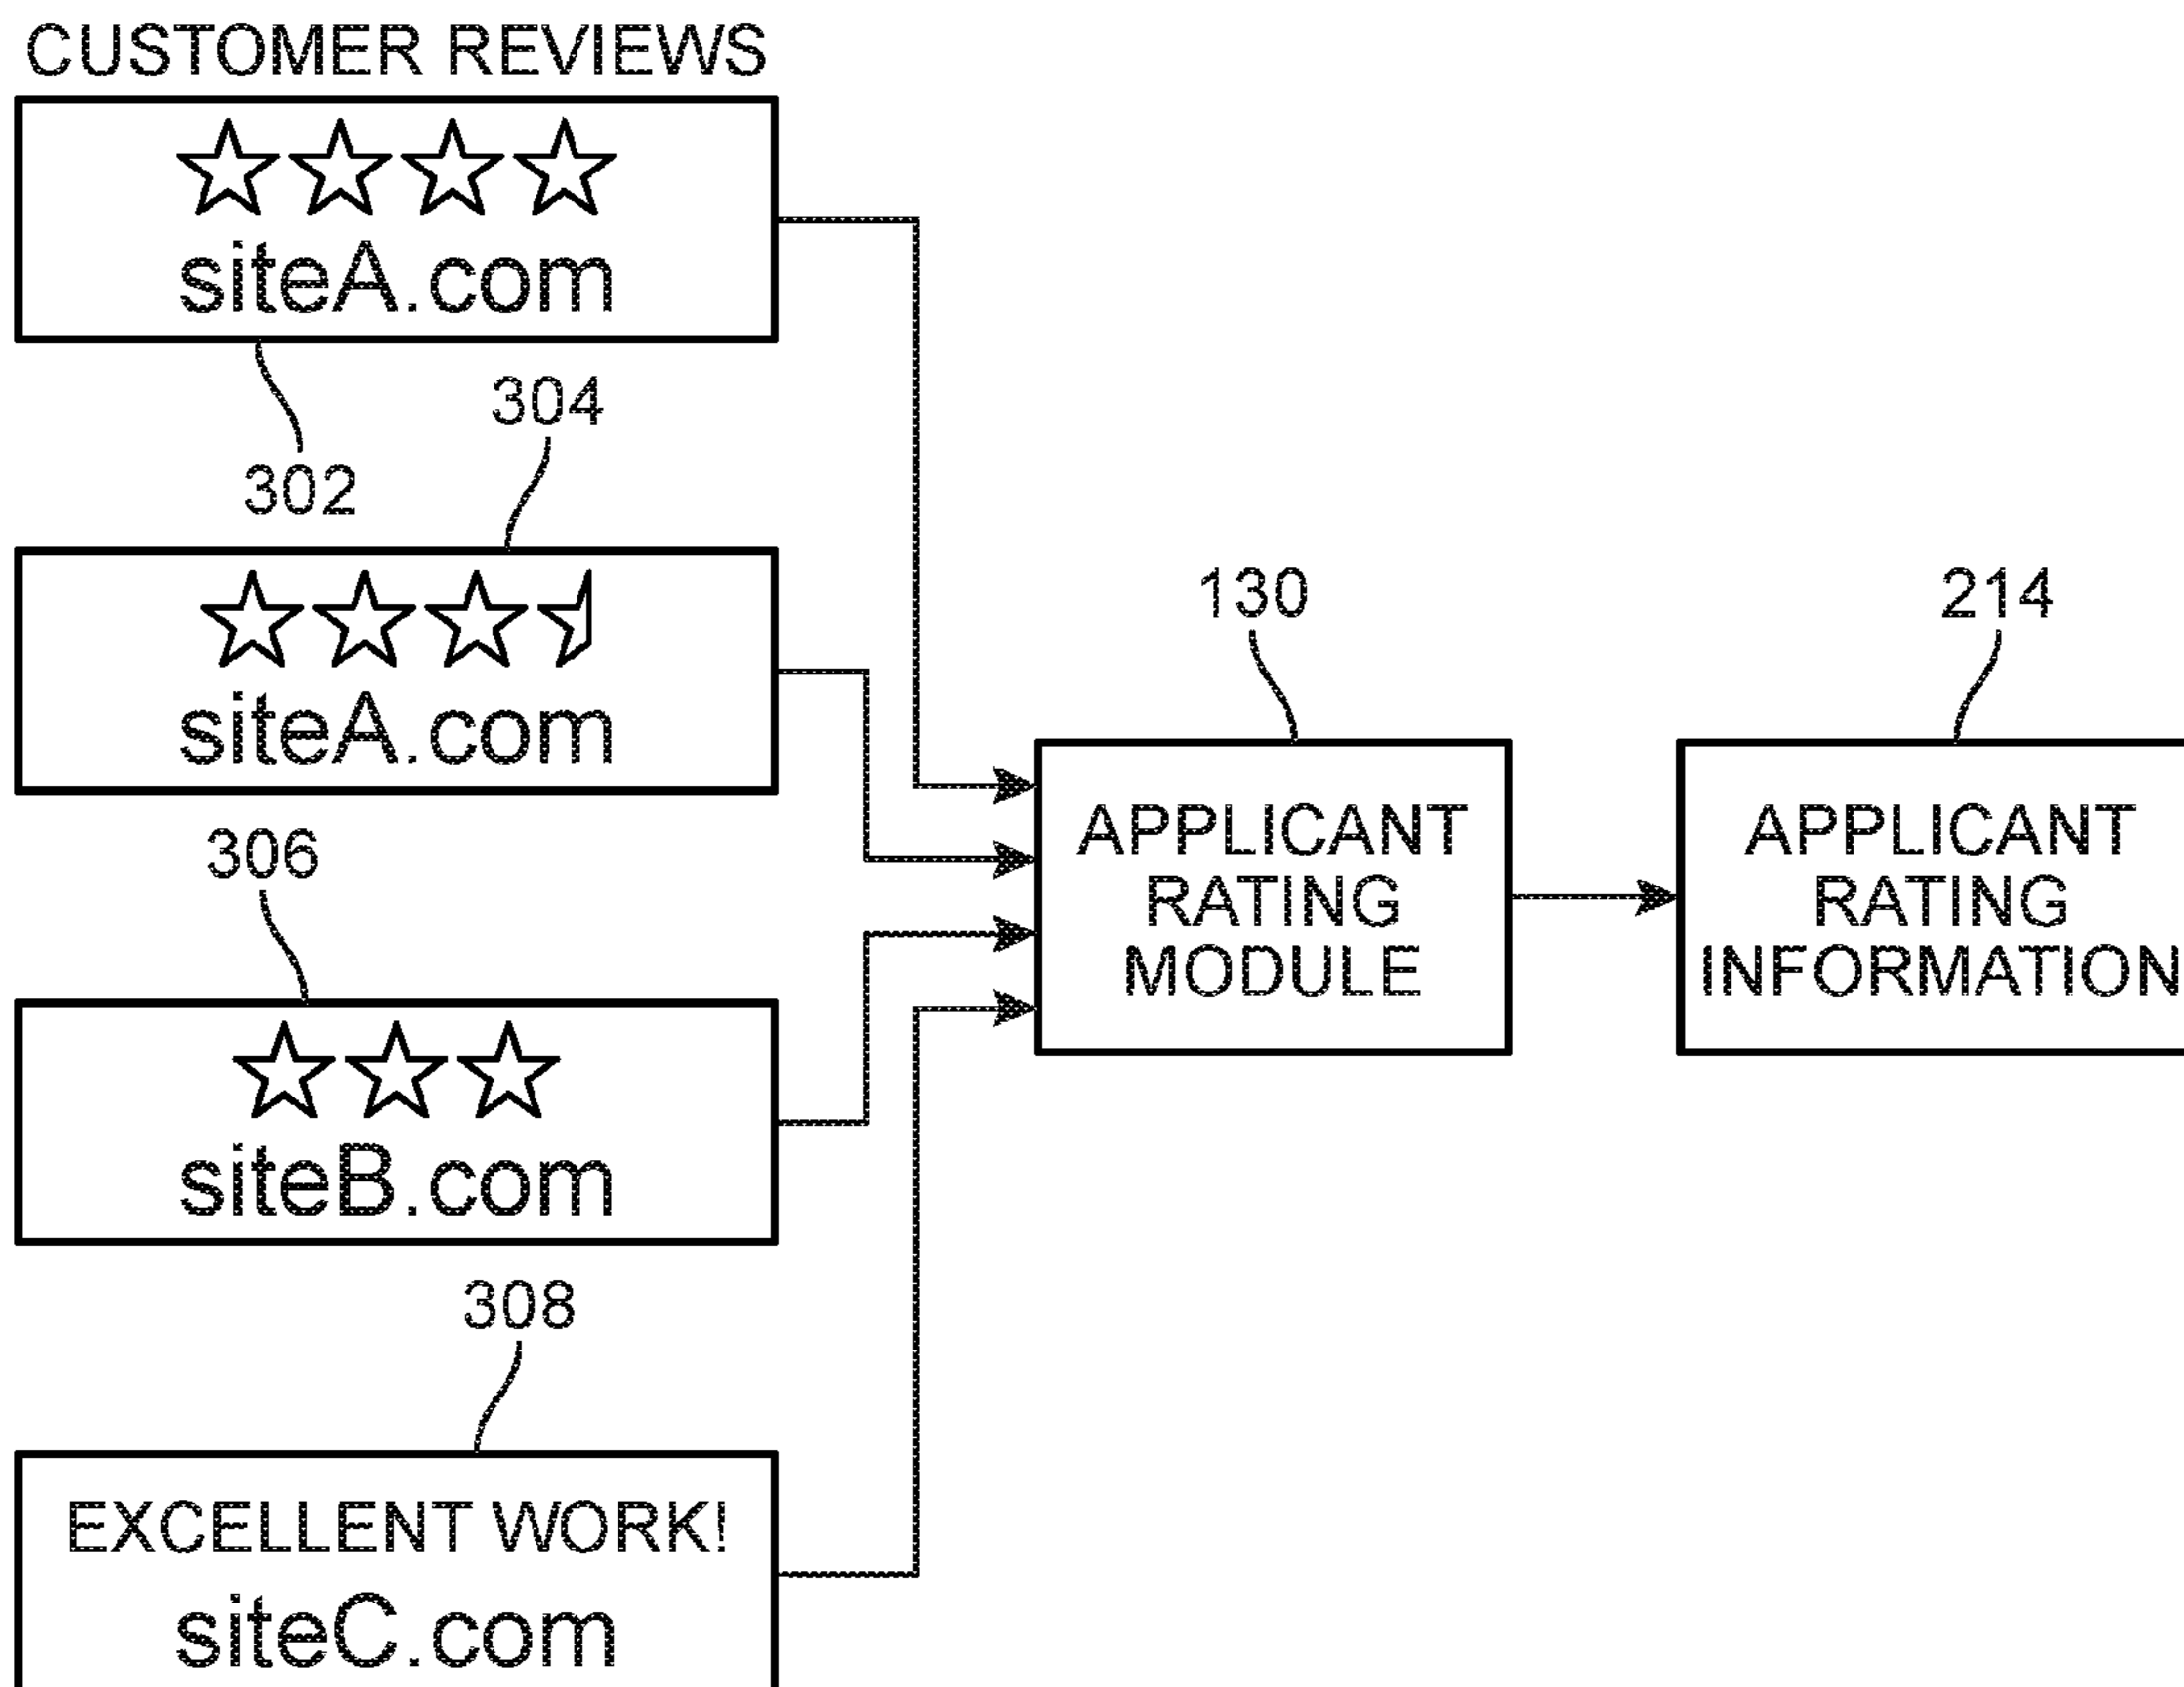 CUSTOMER REVIEWS
siteA.com
302
304
siteA.com
306
siteB.com
308
EXCELLENT WORK!
siteC.com
130
APPLICANT
RATING
MODULE
214
APPLICANT
RATING
INFORMATION